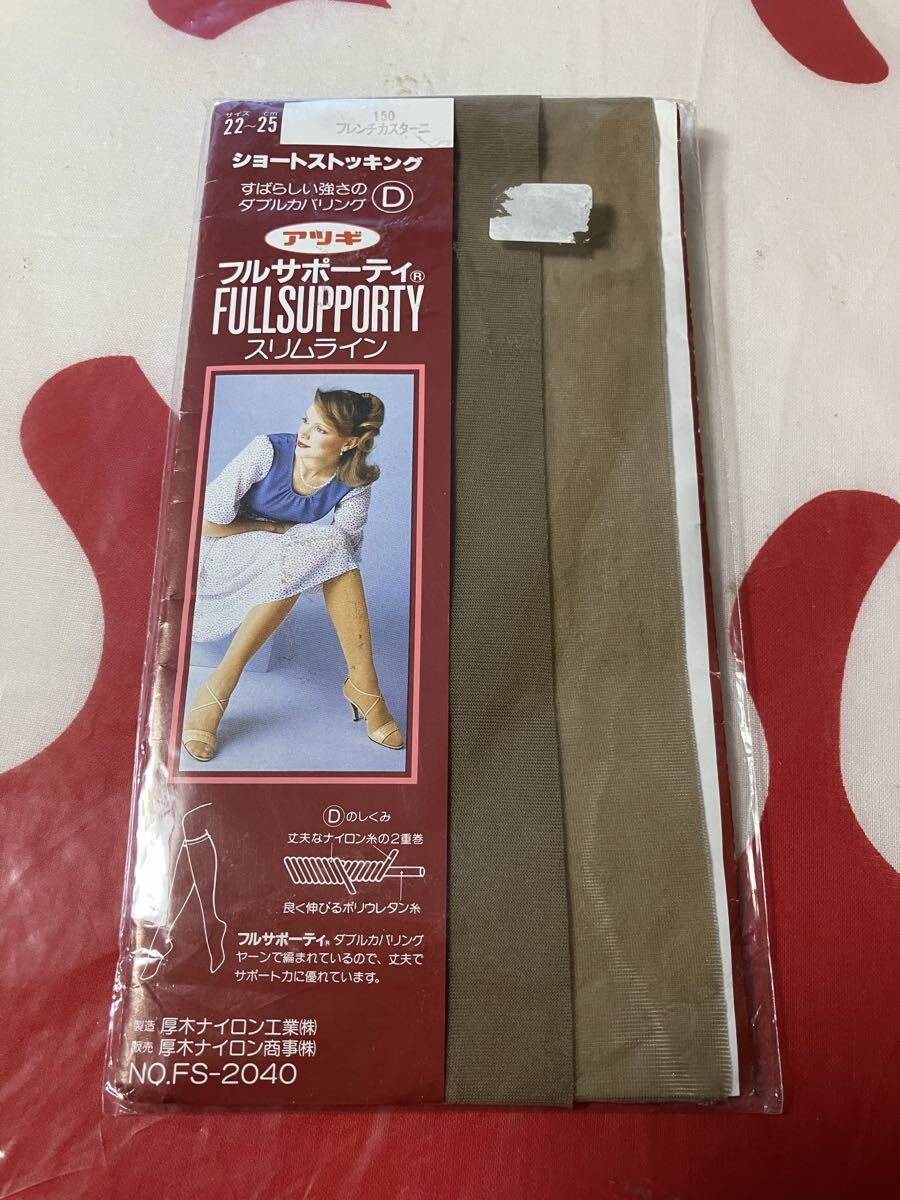 サイズ cm
22~25
150
フレンチカスターニ
ショートストッキング
すばらしい強さの
ダブルカバリング Ⓓ
アツギ
フルサポーティ®
FULLSUPPORTY
スリムライン
Ⓓのしくみ
丈夫なナイロン糸の2重巻
良く伸びるポリウレタン糸
フルサポーティ® ダブルカバリング
ヤーンで編まれているので、丈夫で
サポート力に優れています。
製造 厚木ナイロン工業㈱
販売 厚木ナイロン商事㈱
NO.FS-2040